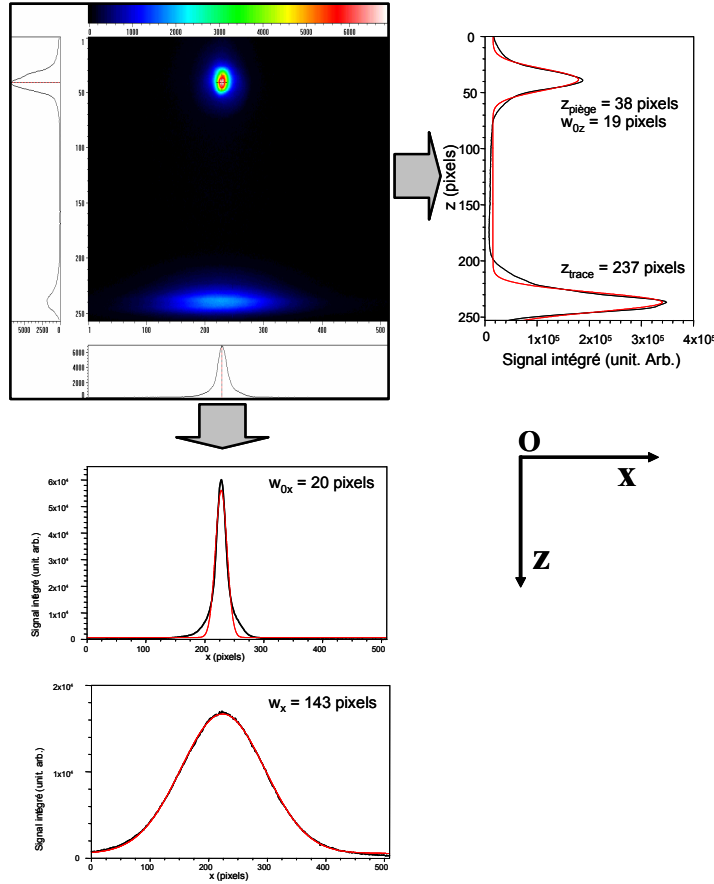 0 1000 2000 3000 4000 5000 6000
1
50
100
150
200
250
5000 2500 0
1 100 200 300 400 500
6000
4000
2000
0
0
50
100
150
200
250
z (pixels)
z_piège = 38 pixels
w_0z = 19 pixels
z_trace = 237 pixels
0 1x10⁵ 2x10⁵ 3x10⁵ 4x10⁵
Signal intégré (unit. Arb.)
O
x
z
w_0x = 20 pixels
6x10⁴
5x10⁴
4x10⁴
3x10⁴
2x10⁴
1x10⁴
0
Signal intégré (unit. arb.)
0 100 200 300 400 500
x (pixels)
w_x = 143 pixels
2x10⁴
1x10⁴
0
Signal intégré (unit. arb.)
0 100 200 300 400 500
x (pixels)